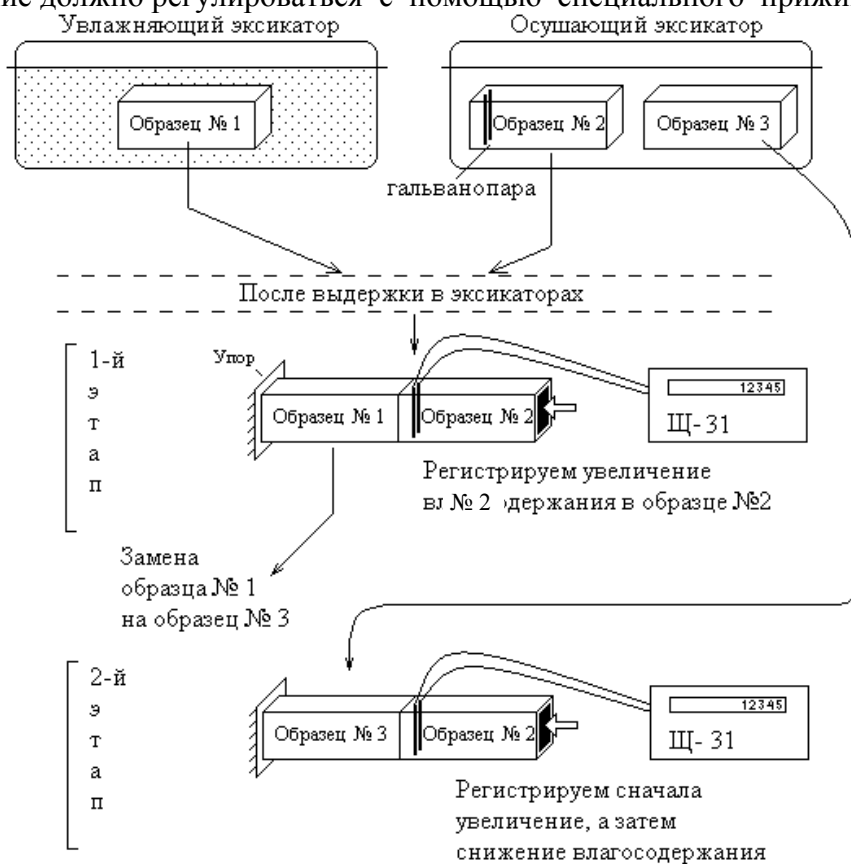 ие должно регулироваться с помощью специального прижи
Увлажняющий эксикатор
Осушающий эксикатор
Образец № 1
Образец № 2
Образец № 3
гальванопара
После выдержки в эксикаторах
1-й
э
т
а
п
Упор
Образец № 1
Образец № 2
12345
Щ-31
Регистрируем увеличение
вл № 2 держания в образце №2
Замена
образца № 1
на образец № 3
2-й
э
т
а
п
Образец № 3
Образец № 2
12345
Щ- 31
Регистрируем сначала
увеличение, а затем
снижение влагосодержания